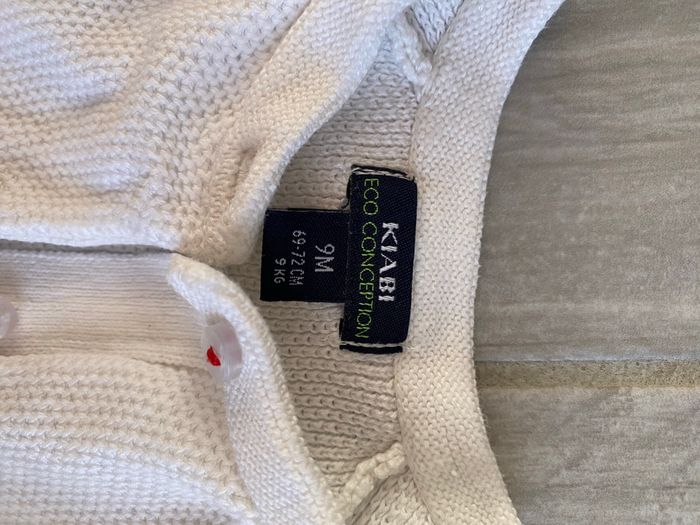 KIABI
ECO CONCEPTION
9M
69-72 CM
9 KG